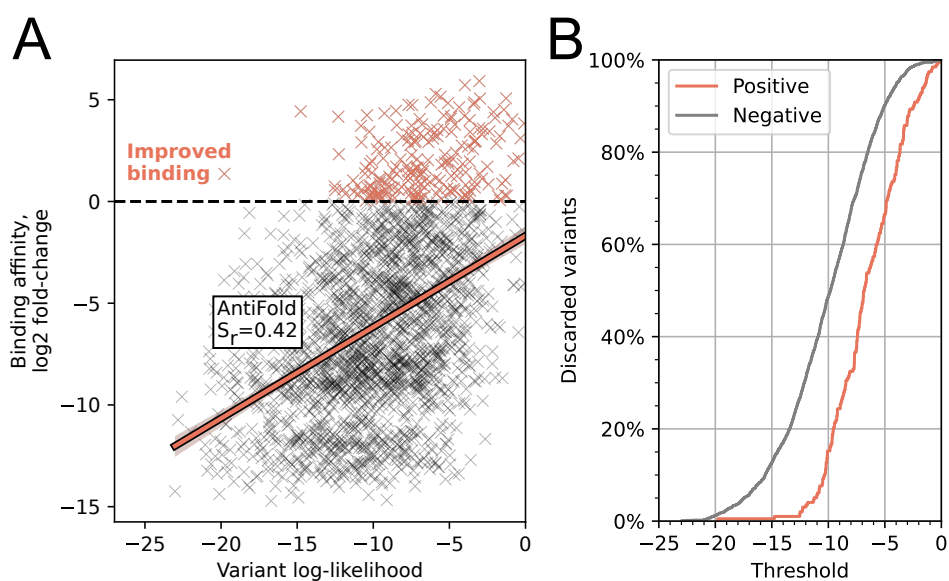 A
Binding affinity,
log2 fold-change
5
0
−5
−10
−15
Improved
binding
AntiFold
Sr=0.42
−25
−20
−15
−10
−5
0
Variant log-likelihood
B
Discarded variants
100%
80%
60%
40%
20%
0%
Positive
Negative
−25
−20
−15
−10
−5
0
Threshold